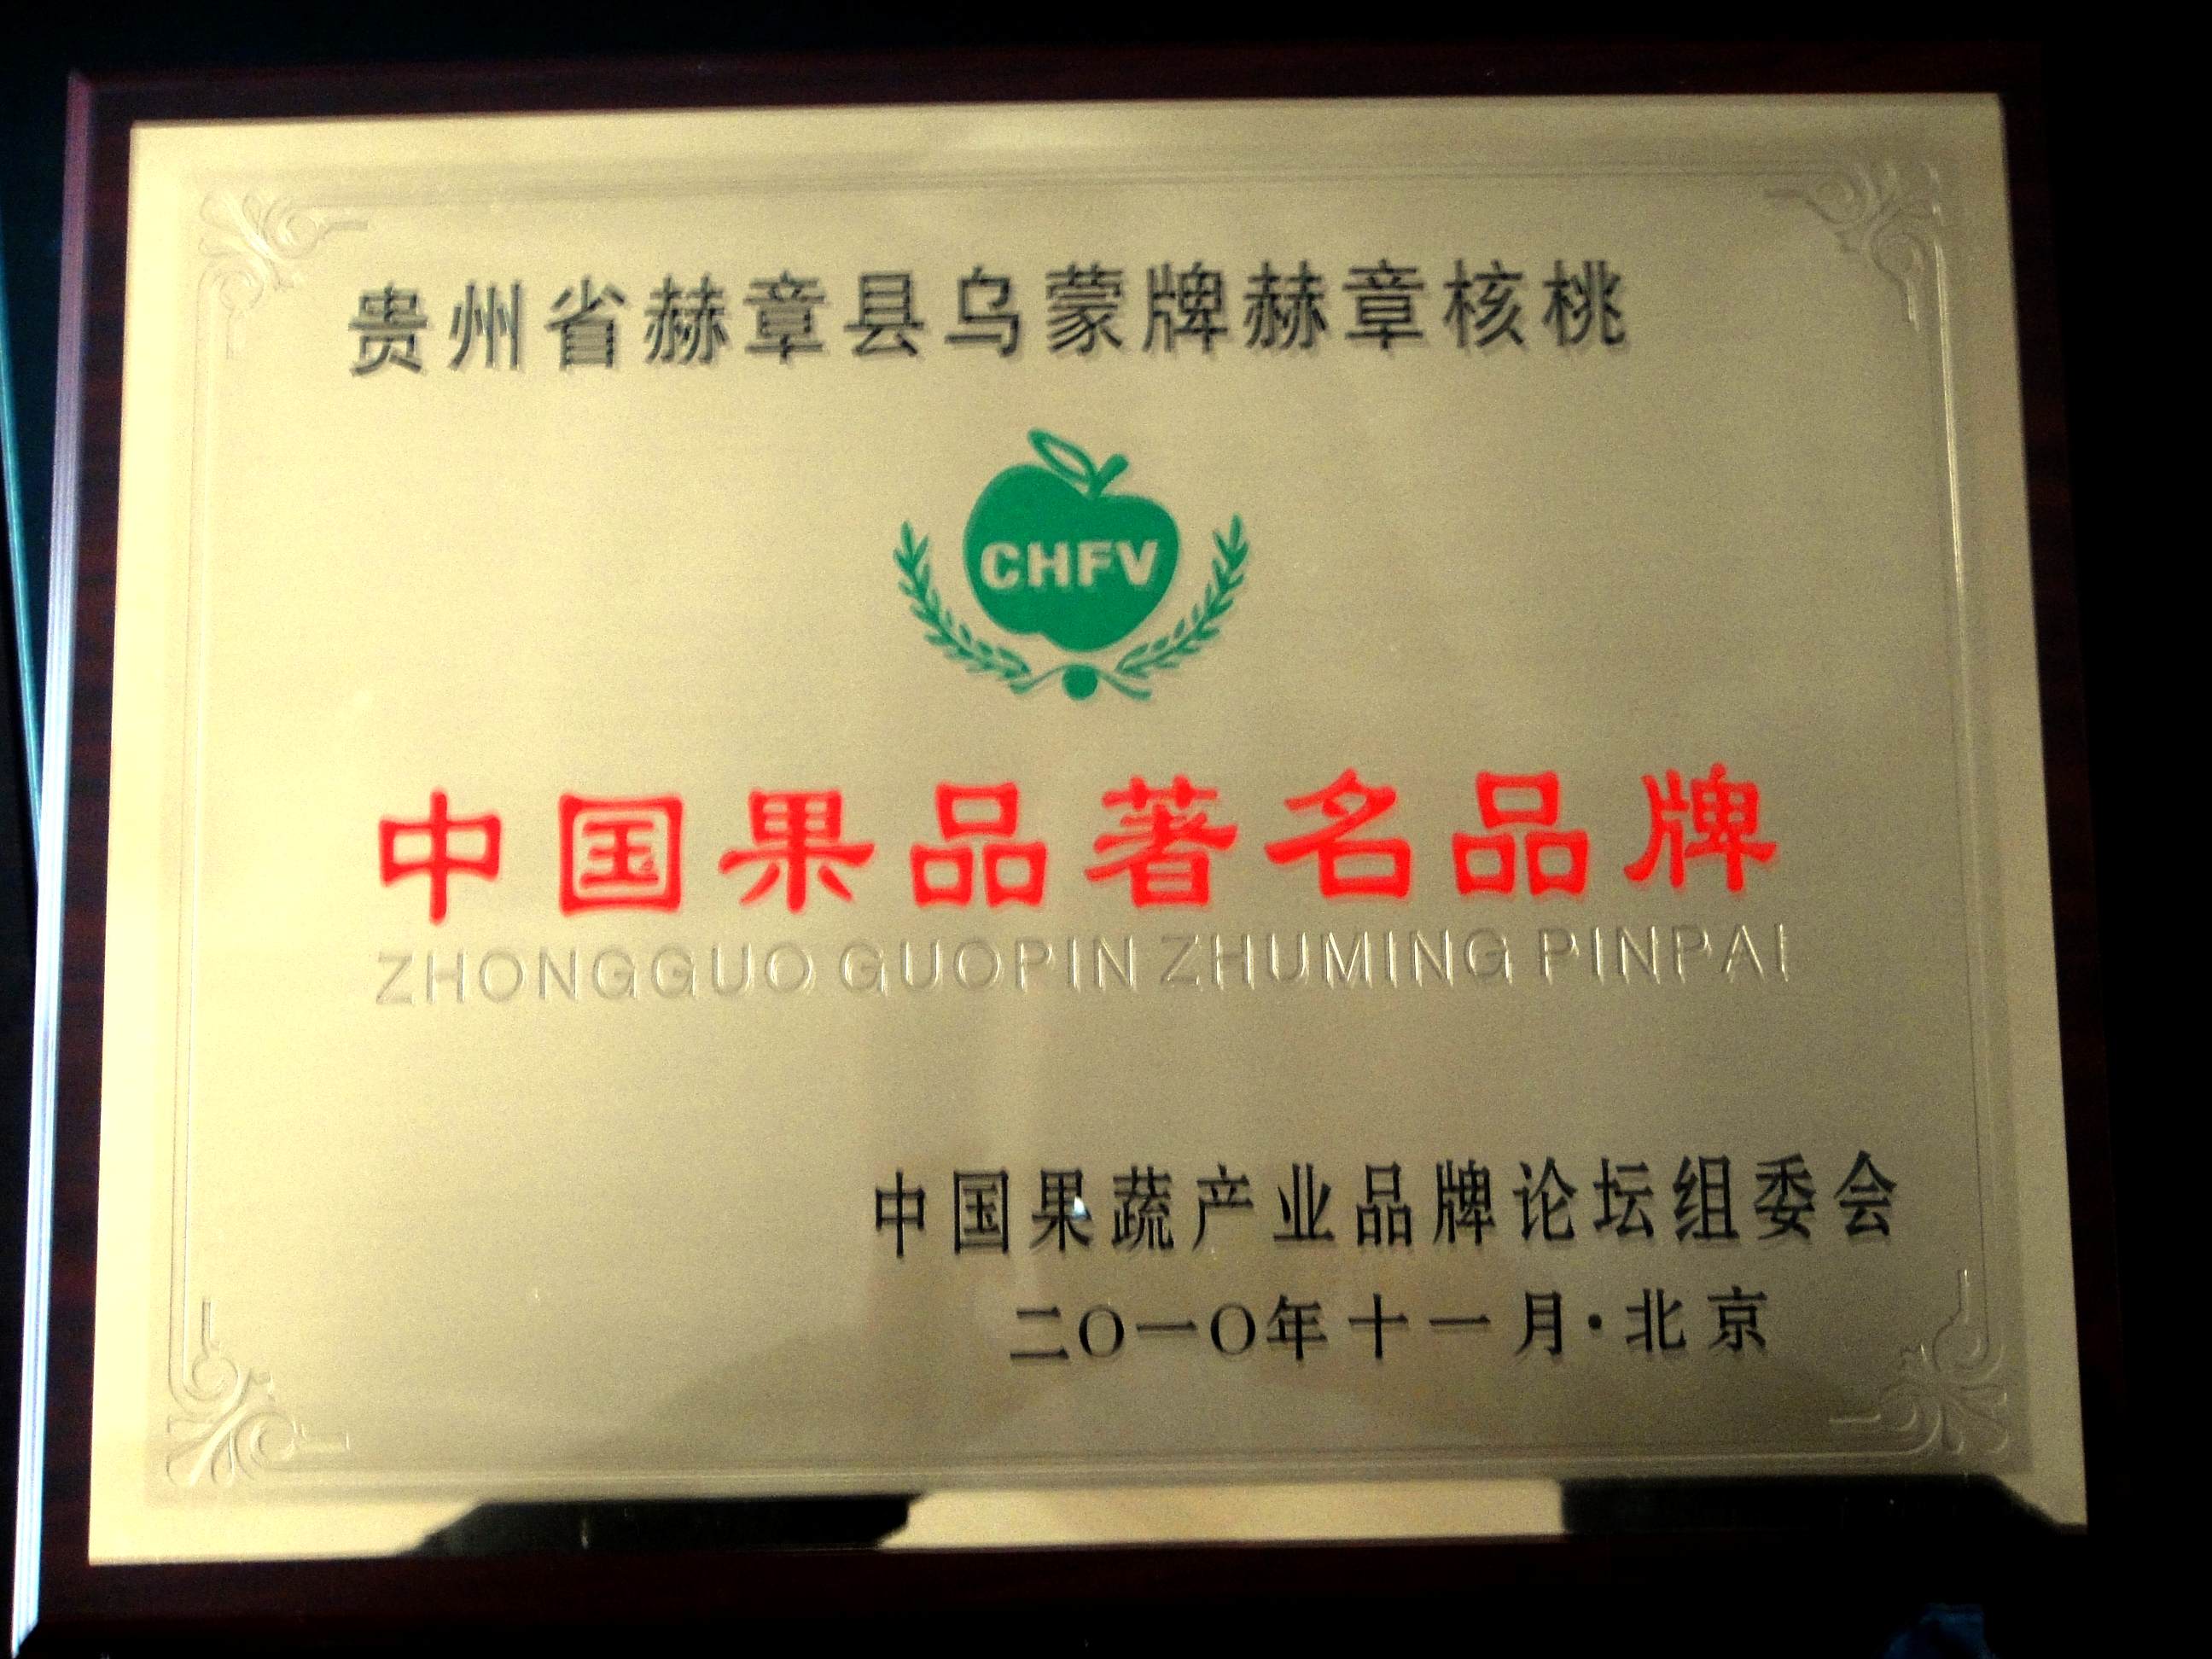 贵州省赫章县乌蒙牌赫章核桃
CHFV
中国果品著名品牌
ZHONGGUO GUOPIN ZHUMING PINPAI
中国果蔬产业品牌论坛组委会
二〇一〇年十一月·北京